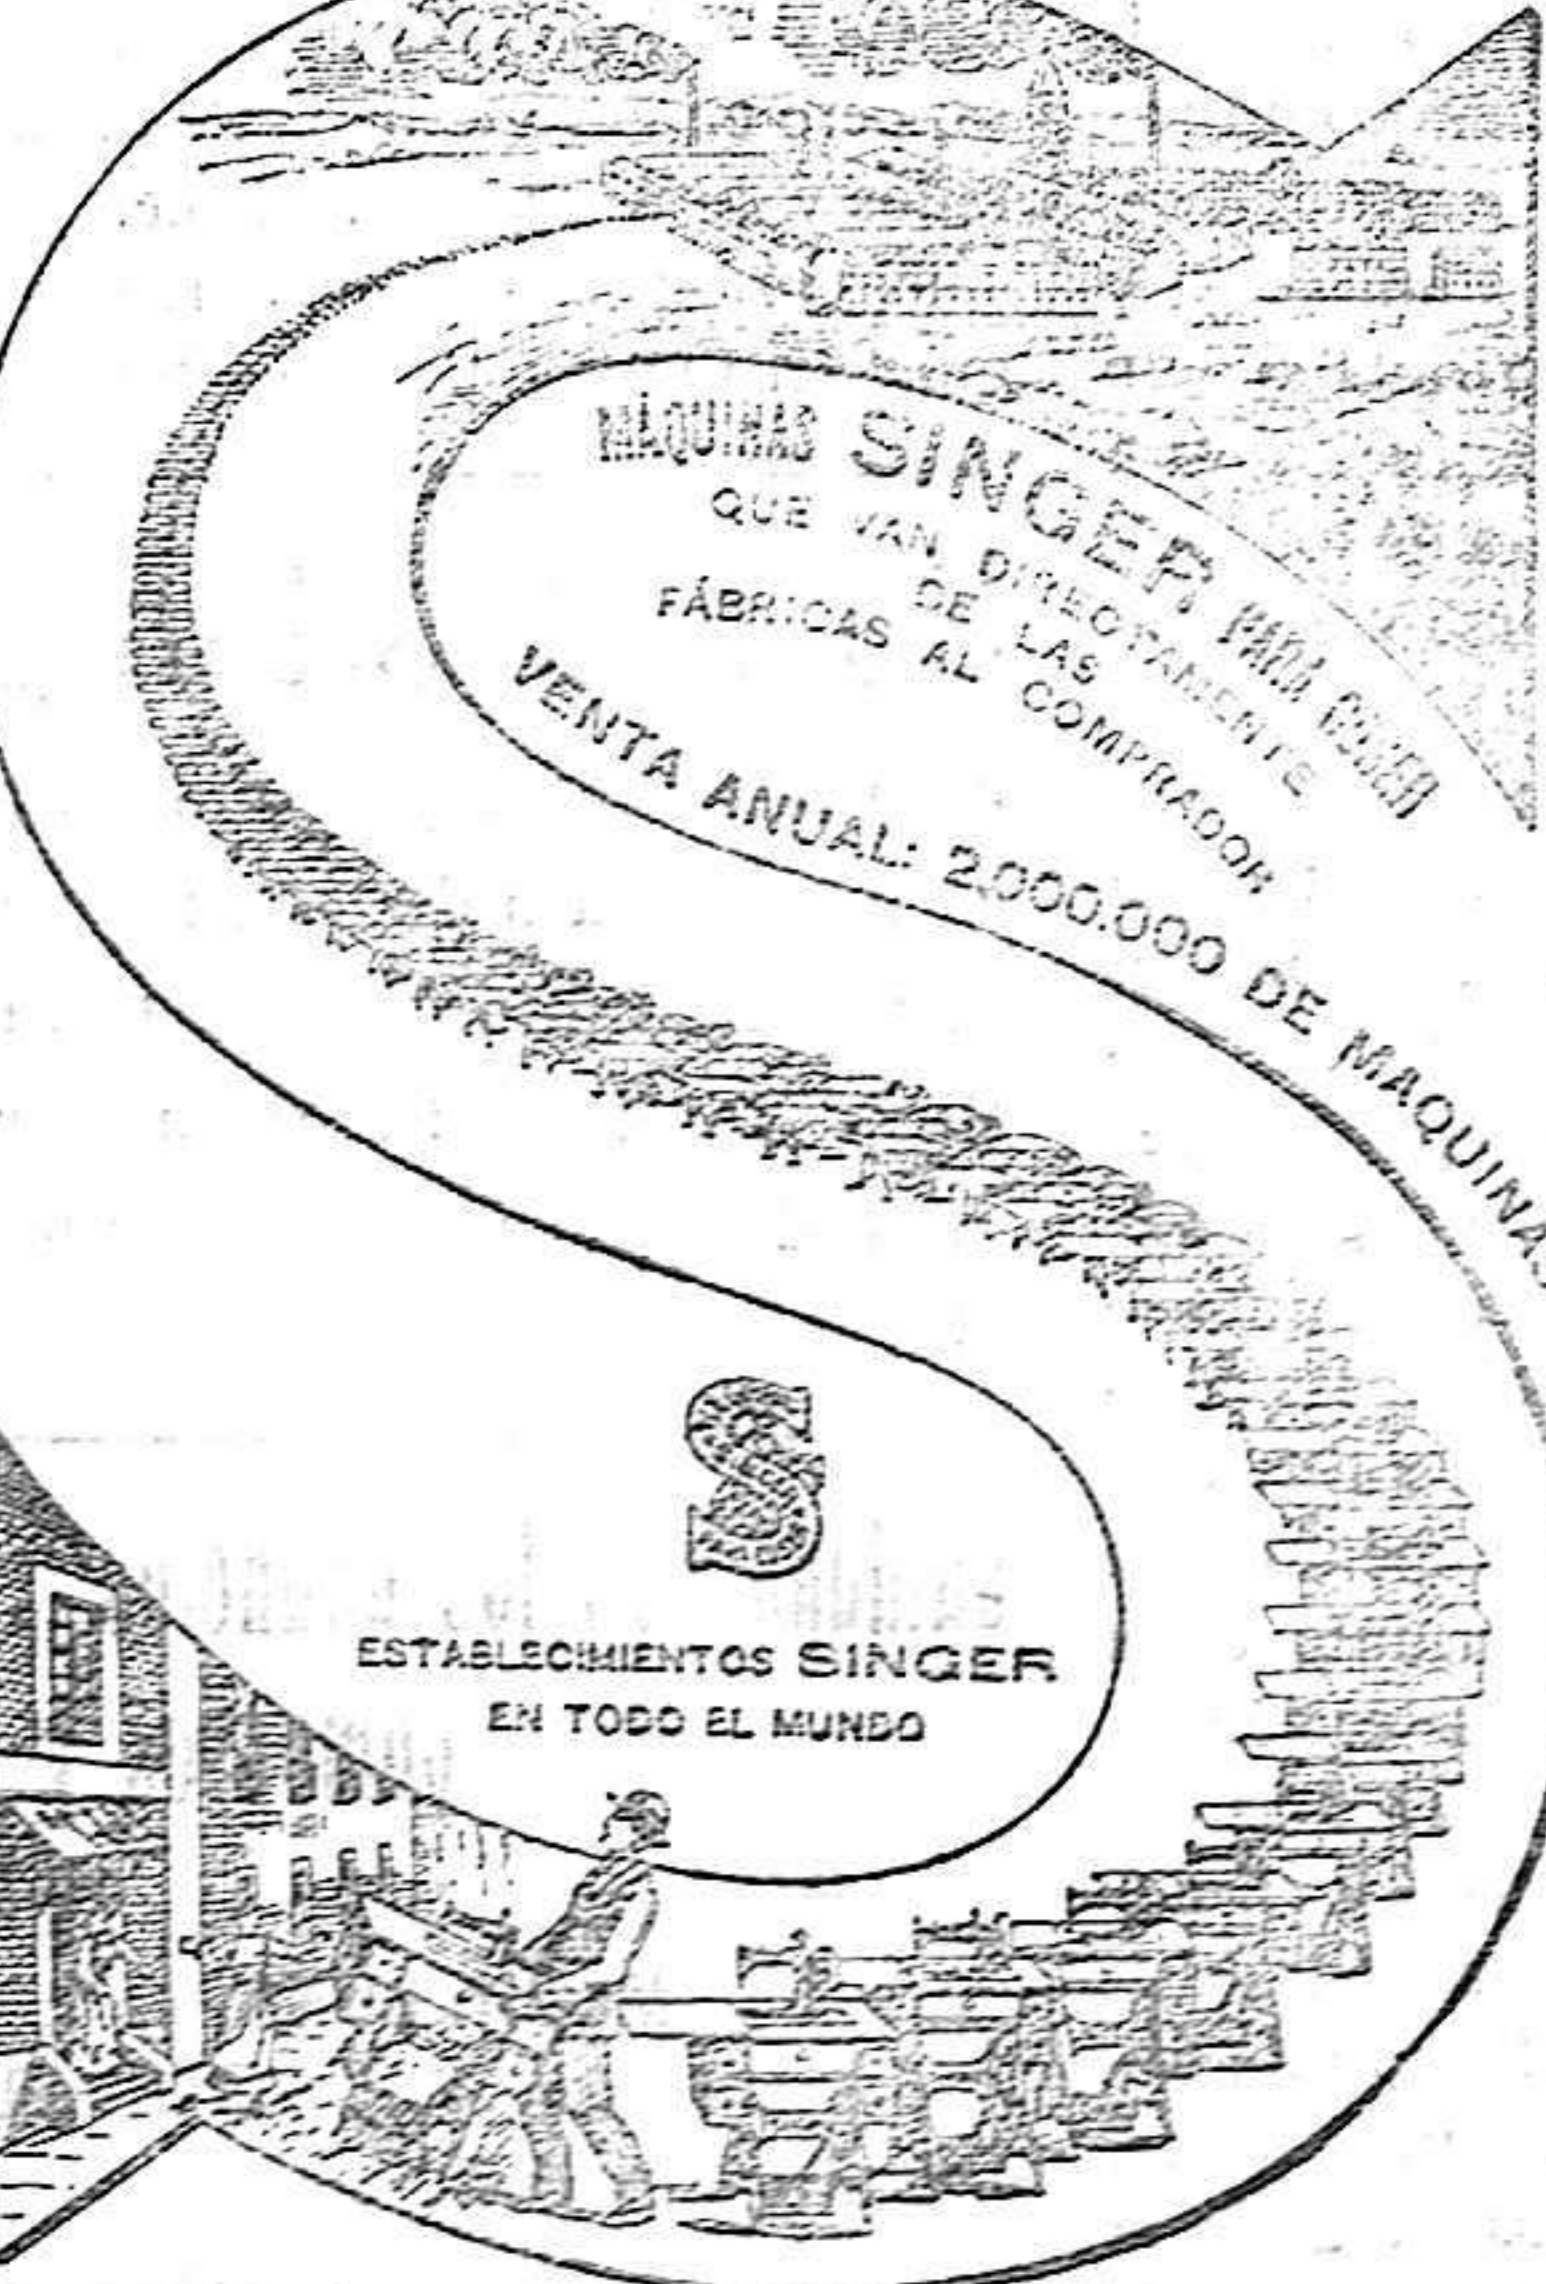 MÁQUINAS SINGER PARA COSER
QUE VAN DIRECTAMENTE
DE LAS
FÁBRICAS AL COMPRADOR
VENTA ANUAL: 2.000.000 DE MAQUINAS
S
ESTABLECIMIENTOS SINGER
EN TODO EL MUNDO